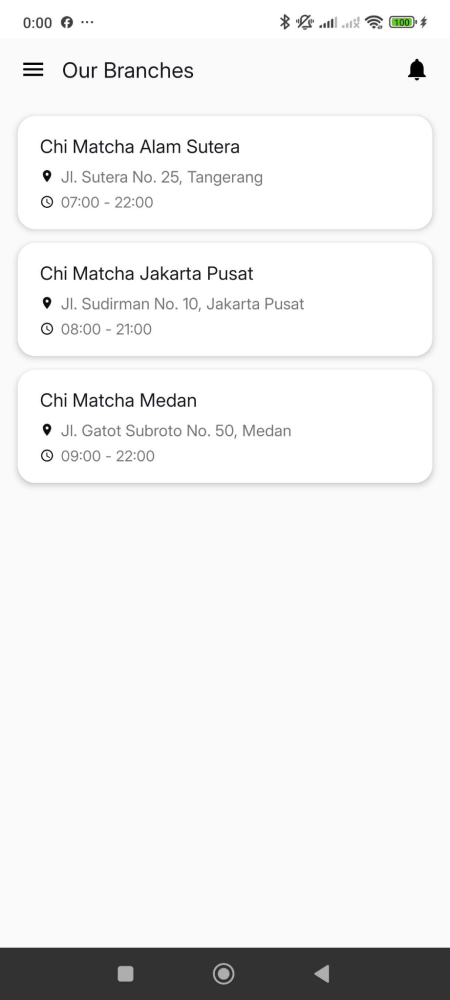 0:00 ...
100
Our Branches
Chi Matcha Alam Sutera
Jl. Sutera No. 25, Tangerang
07:00 - 22:00
Chi Matcha Jakarta Pusat
Jl. Sudirman No. 10, Jakarta Pusat
08:00 - 21:00
Chi Matcha Medan
Jl. Gatot Subroto No. 50, Medan
09:00 - 22:00